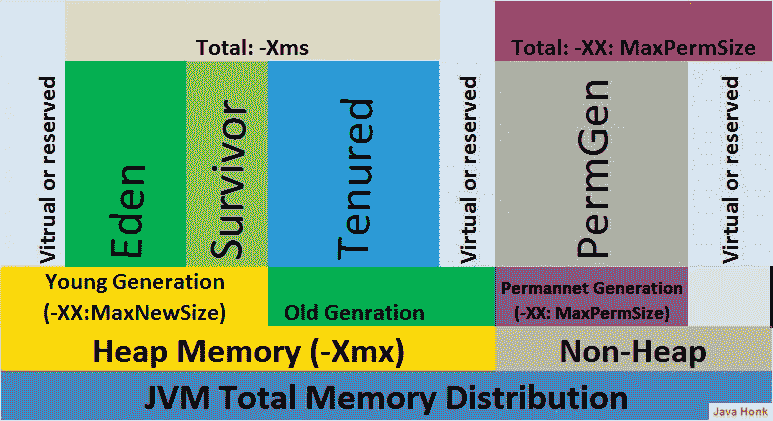 Total: -Xms
Total: -XX: MaxPermSize
Vitrual or reserved
Eden
Survivor
Tenured
Virtual or reserved
PermGen
Virtual or reserved
Young Generation
(-XX:MaxNewSize)
Old Genration
Permannet Generation
(-XX: MaxPermSize)
Heap Memory (-Xmx)
Non-Heap
JVM Total Memory Distribution
Java Honk